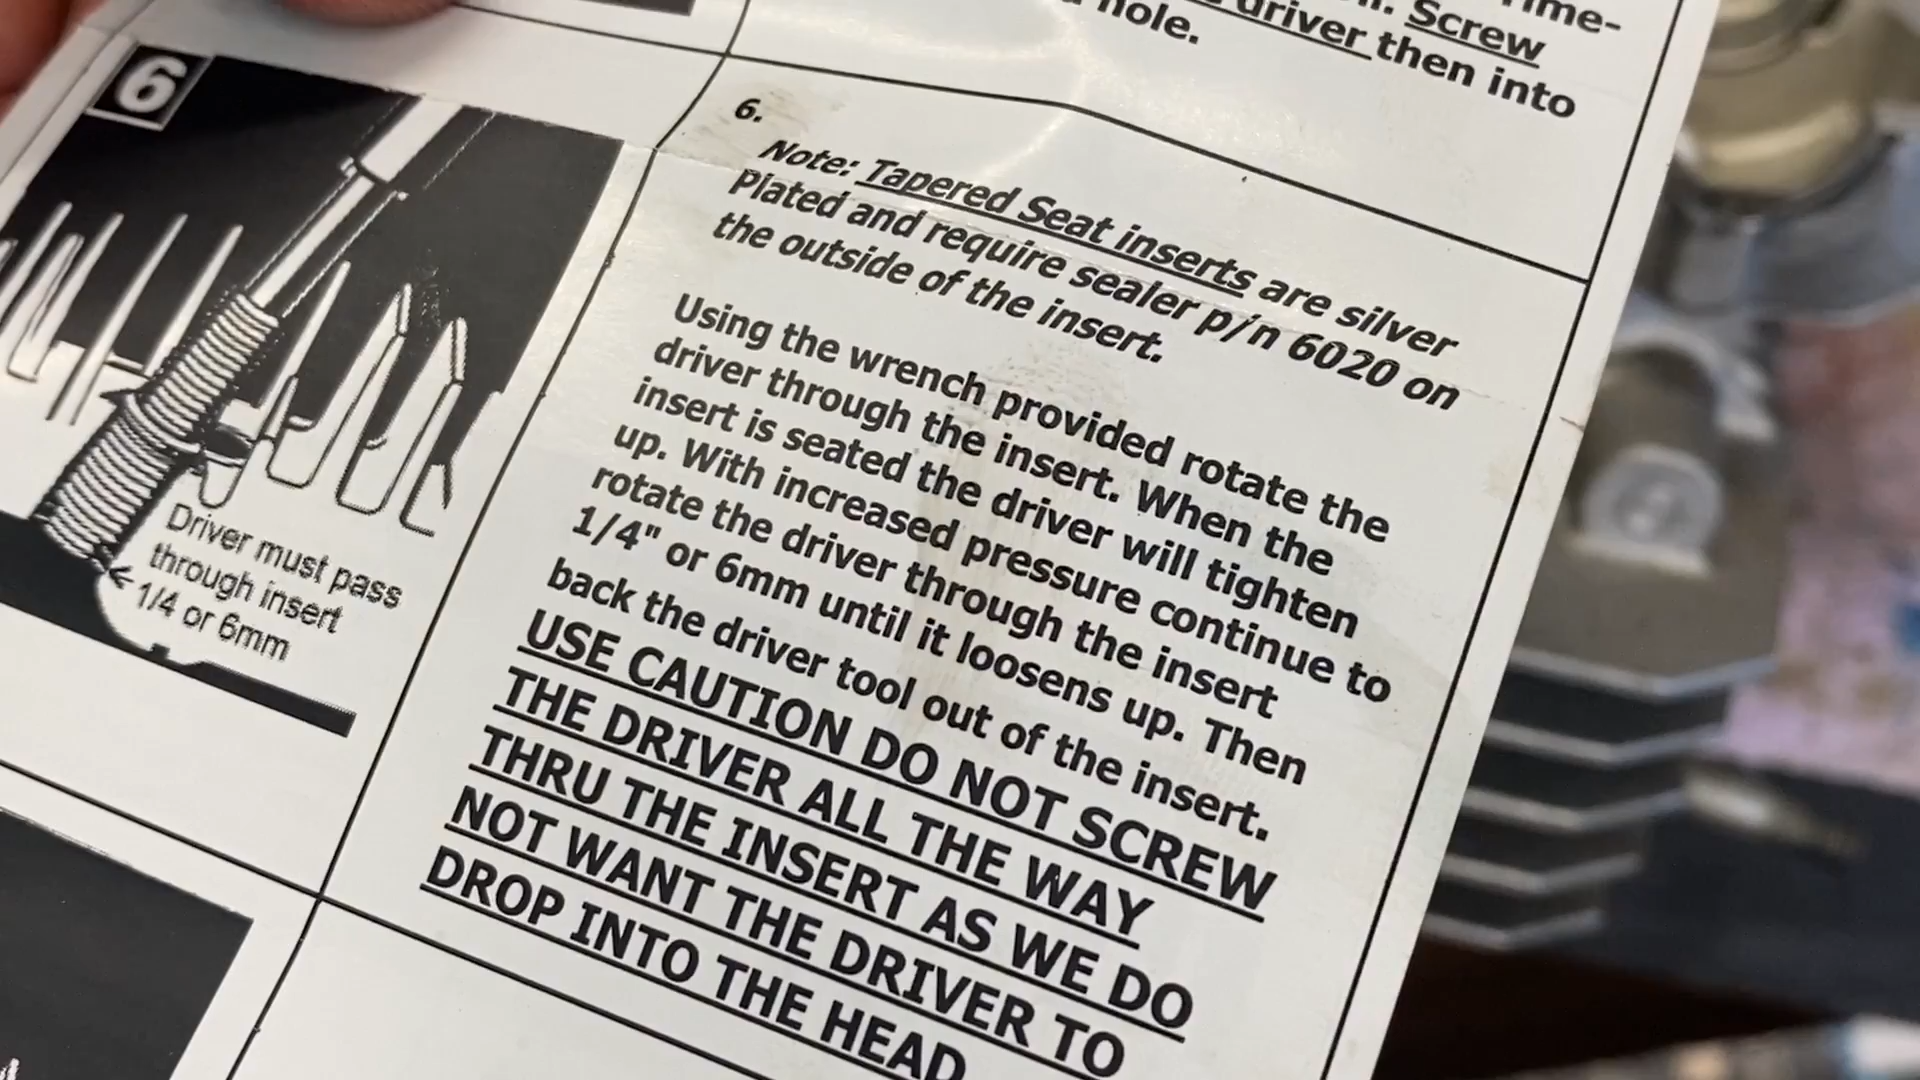 Time-
Screw
driver then into
hole.
6
6.
Note: Tapered Seat inserts are silver
Plated and require sealer p/n 6020 on
the outside of the insert.
Using the wrench provided rotate the
driver through the insert. When the
insert is seated the driver will tighten
up. With increased pressure continue to
rotate the driver through the insert
1/4" or 6mm until it loosens up. Then
back the driver tool out of the insert.
USE CAUTION DO NOT SCREW
THE DRIVER ALL THE WAY
THRU THE INSERT AS WE DO
NOT WANT THE DRIVER TO
DROP INTO THE HEAD
Driver must pass
through insert
1/4 or 6mm